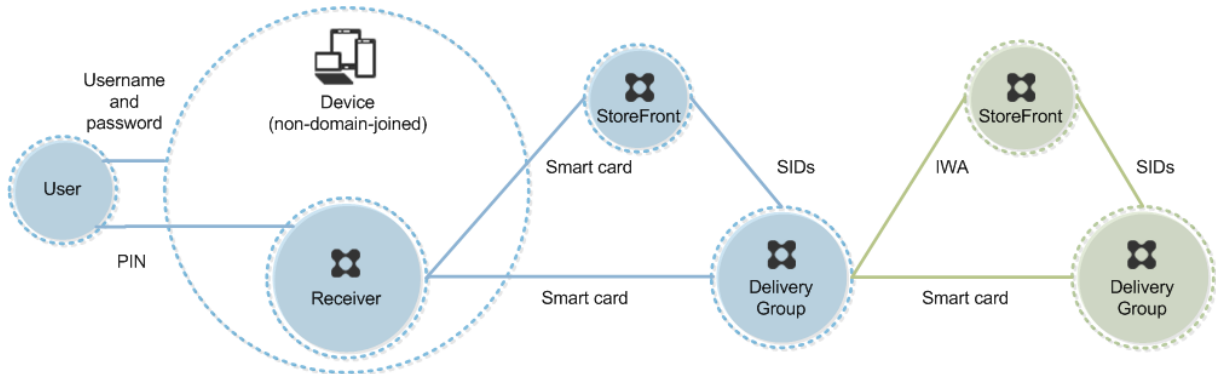 Username
and
password
User
PIN
Device
(non-domain-joined)
Receiver
StoreFront
Smart card
SIDs
Smart card
Delivery
Group
StoreFront
IWA
SIDs
Smart card
Delivery
Group